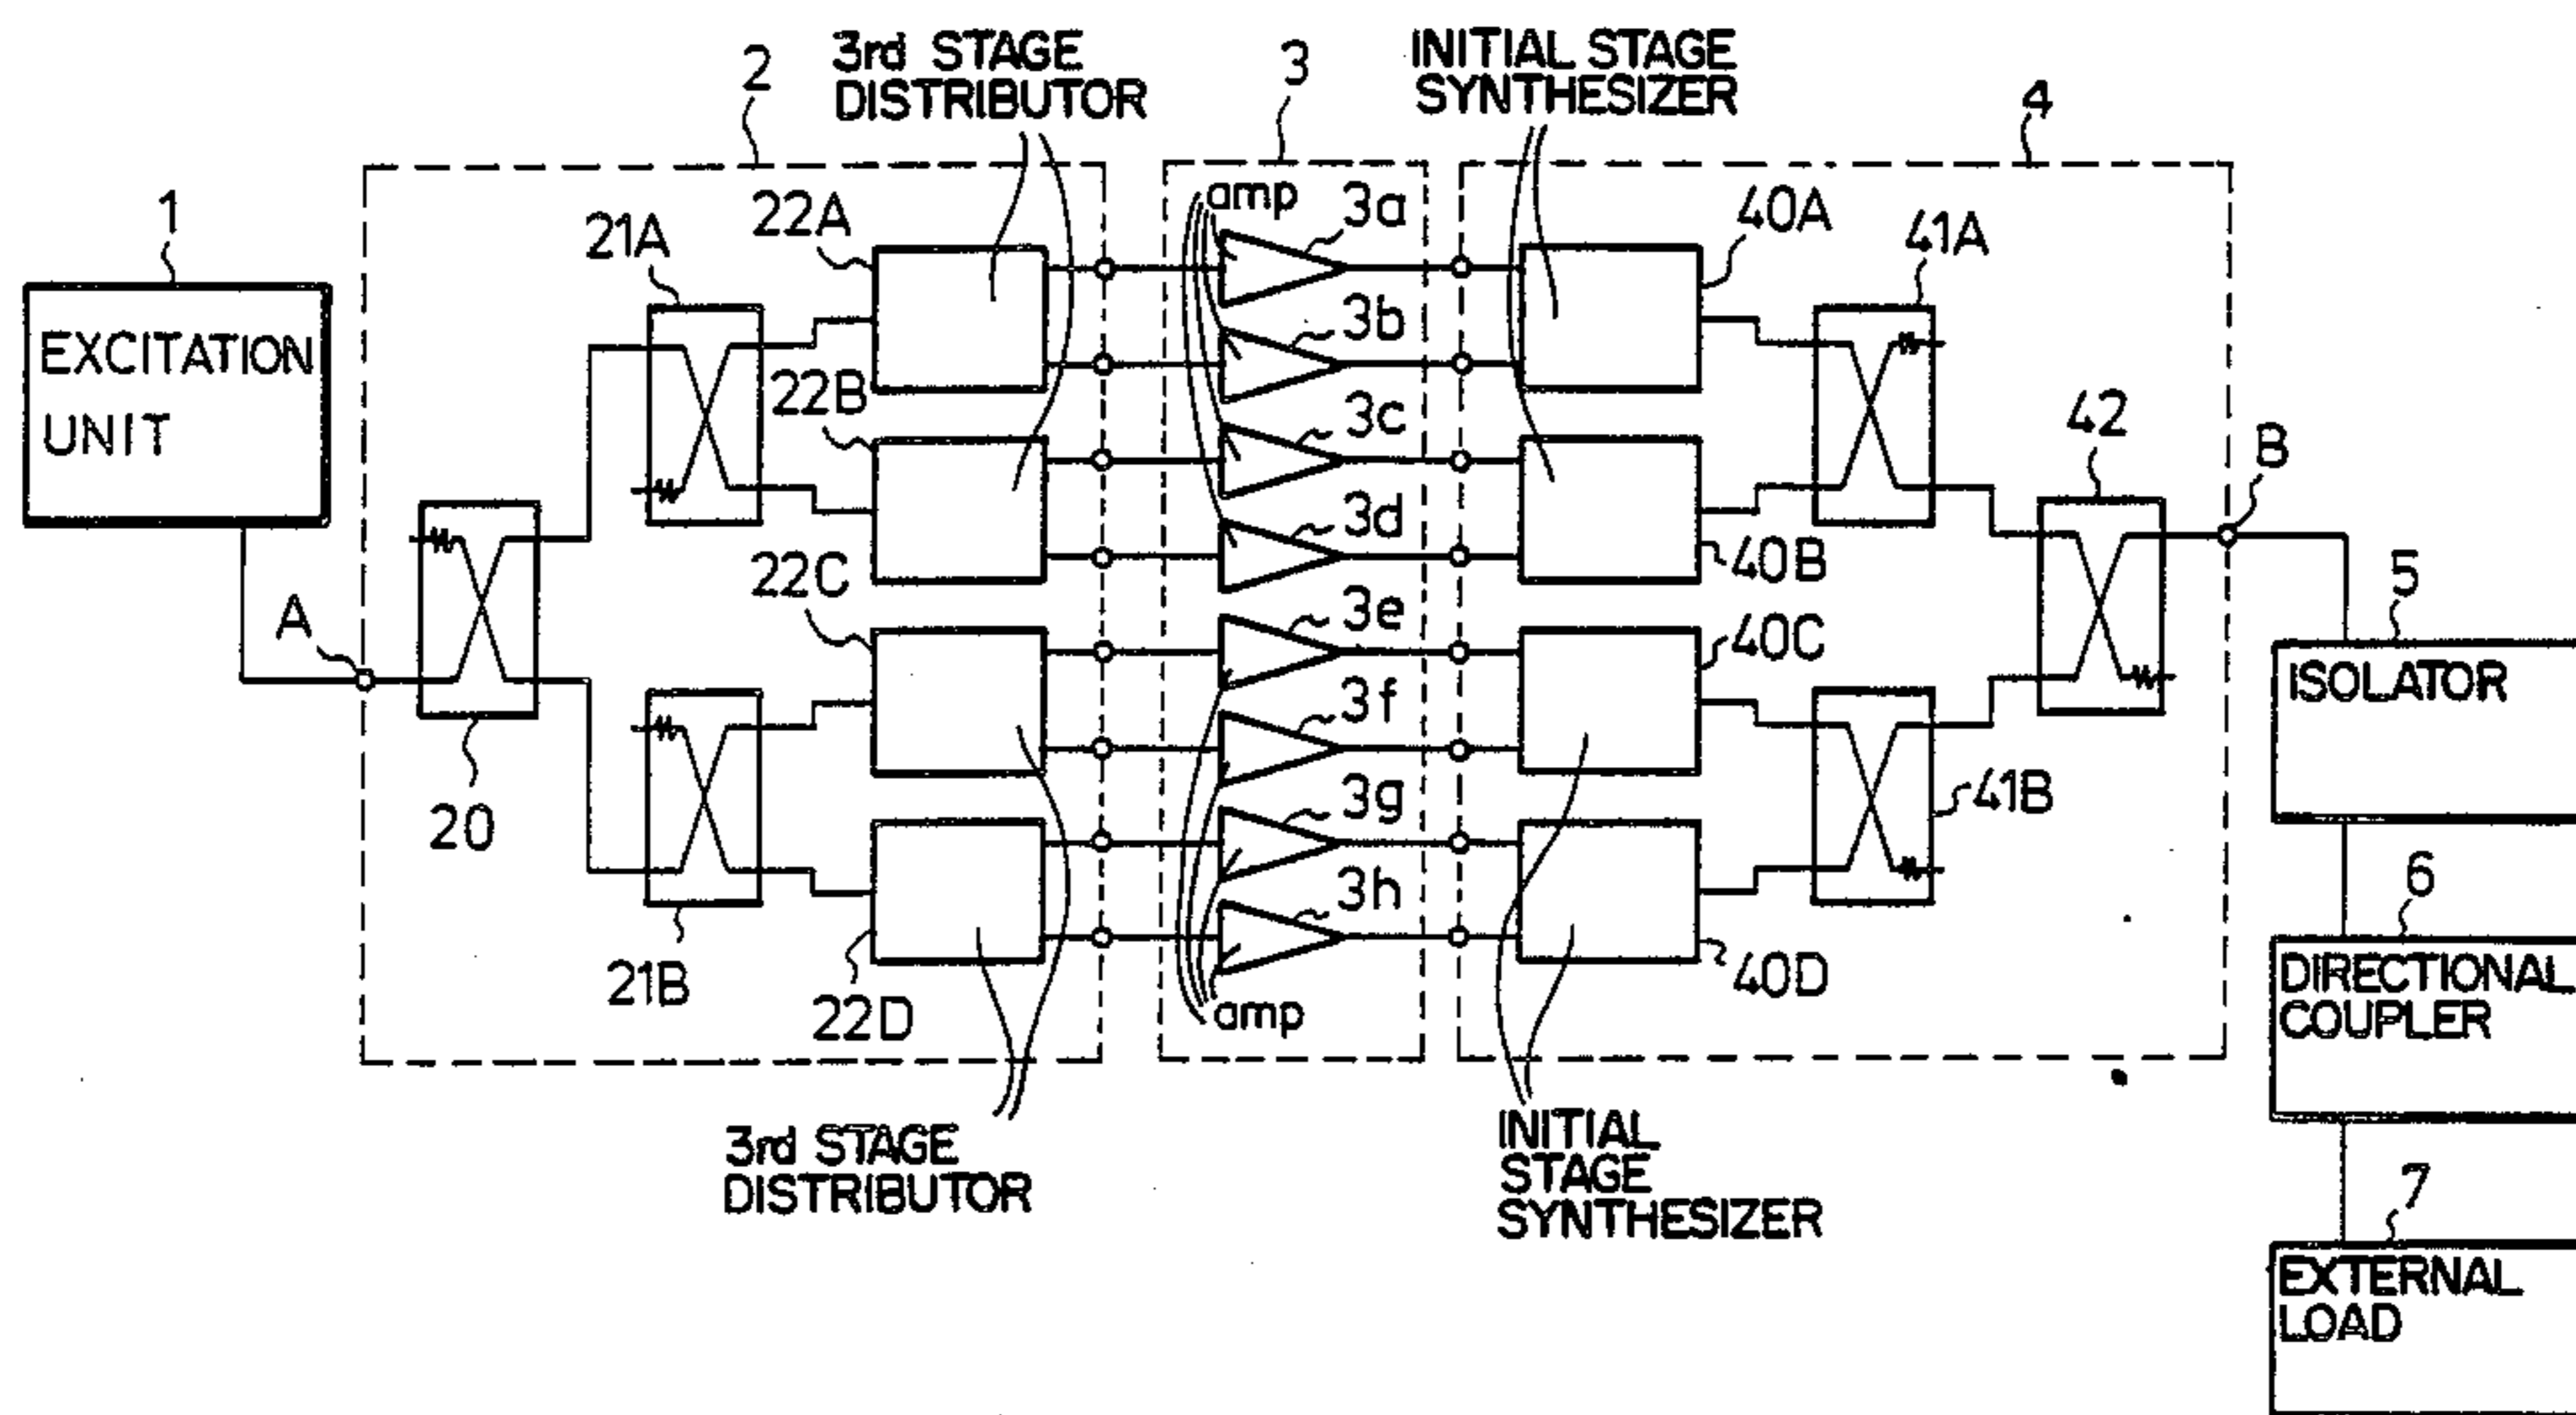 1
EXCITATION
UNIT
A
2
20
21A
21B
3rd STAGE
DISTRIBUTOR
22A
22B
22C
22D
3rd STAGE
DISTRIBUTOR
3
amp
3a
3b
3c
3d
3e
3f
3g
3h
amp
INITIAL STAGE
SYNTHESIZER
4
40A
40B
40C
40D
INITIAL
STAGE
SYNTHESIZER
41A
41B
42
B
5
ISOLATOR
6
DIRECTIONAL
COUPLER
7
EXTERNAL
LOAD